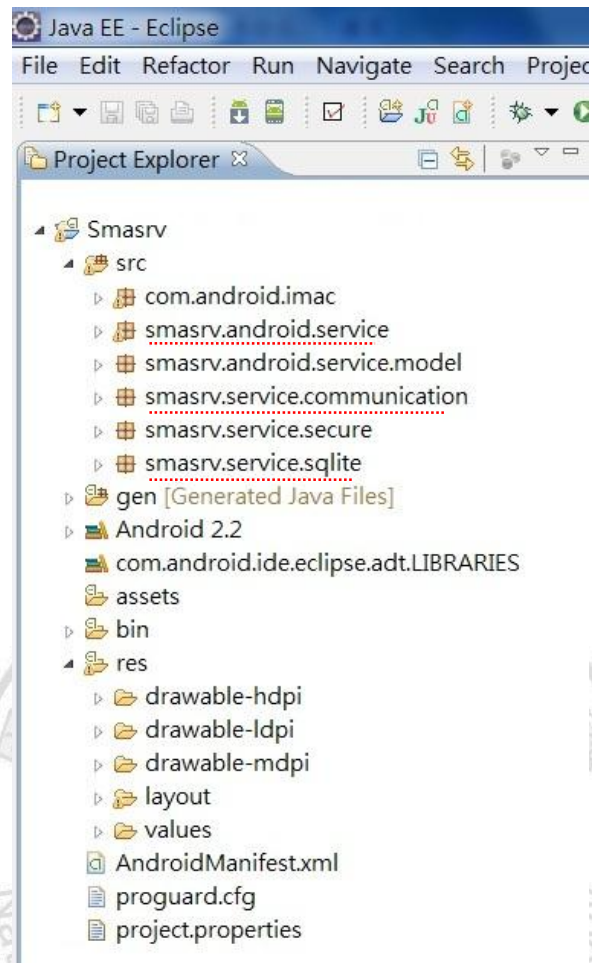 Java EE - Eclipse
File Edit Refactor Run Navigate Search Projec
Project Explorer
Smasrv
src
com.android.imac
smasrv.android.service
smasrv.android.service.model
smasrv.service.communication
smasrv.service.secure
smasrv.service.sqlite
gen [Generated Java Files]
Android 2.2
com.android.ide.eclipse.adt.LIBRARIES
assets
bin
res
drawable-hdpi
drawable-ldpi
drawable-mdpi
layout
values
AndroidManifest.xml
proguard.cfg
project.properties